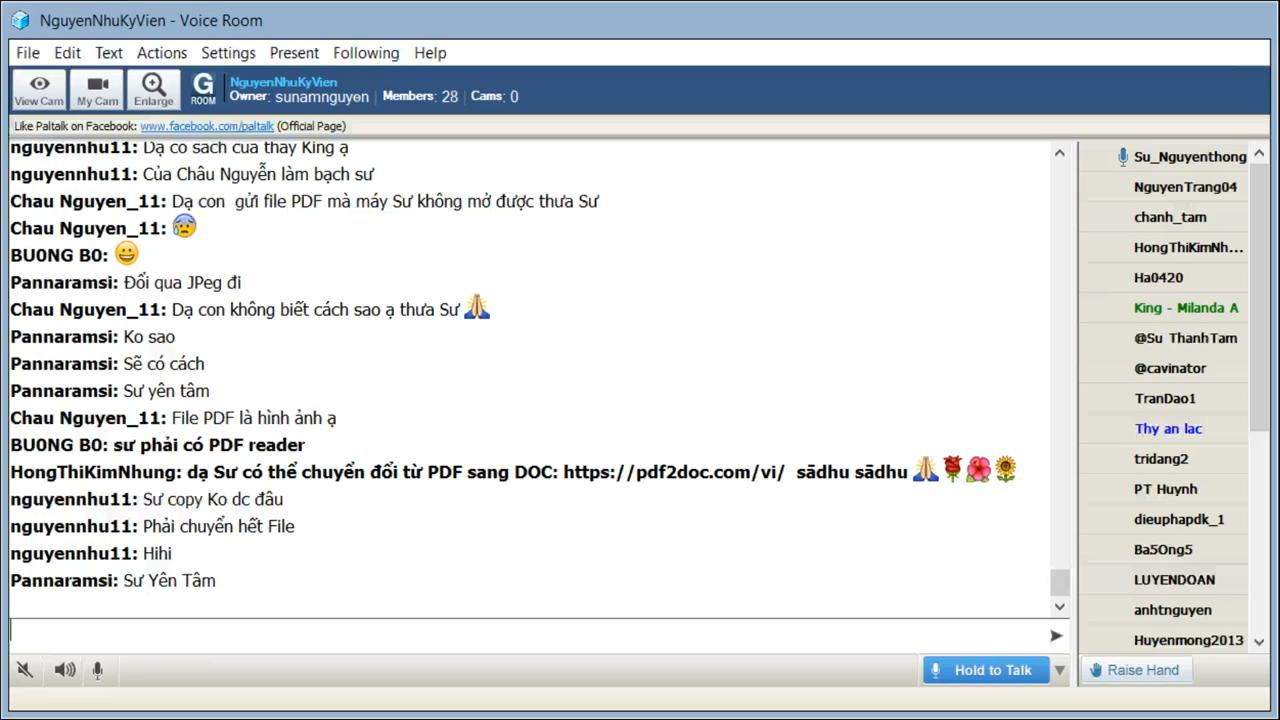 NguyenNhuKyVien - Voice Room
File Edit Text Actions Settings Present Following Help
View Cam My Cam Enlarge G ROOM
NguyenNhuKyVien
Owner: sunamnguyen | Members: 28 | Cams: 0
Like Paltalk on Facebook: www.facebook.com/paltalk (Official Page)
nguyennhu11: Dạ có sách của thầy King ạ
nguyennhu11: Của Châu Nguyễn làm bạch sư
Chau Nguyen_11: Dạ con gửi file PDF mà máy Sư không mở được thưa Sư
Chau Nguyen_11: 😰
BU0NG B0: 😀
Pannaramsi: Đổi qua JPeg đi
Chau Nguyen_11: Dạ con không biết cách sao ạ thưa Sư 🙏
Pannaramsi: Ko sao
Pannaramsi: Sẽ có cách
Pannaramsi: Sư yên tâm
Chau Nguyen_11: File PDF là hình ảnh ạ
BU0NG B0: sư phải có PDF reader
HongThiKimNhung: dạ Sư có thể chuyển đổi từ PDF sang DOC: https://pdf2doc.com/vi/ sādhu sādhu 🙏🌹🌺🌻
nguyennhu11: Sư copy Ko dc đâu
nguyennhu11: Phải chuyển hết File
nguyennhu11: Hihi
Pannaramsi: Sư Yên Tâm
Su_Nguyenthong
NguyenTrang04
chanh_tam
HongThiKimNh...
Ha0420
King - Milanda A
@Su ThanhTam
@cavinator
TranDao1
Thy an lac
tridang2
PT Huynh
dieuphapdk_1
Ba5Ong5
LUYENDOAN
anhtnguyen
Huyenmong2013
Hold to Talk
Raise Hand